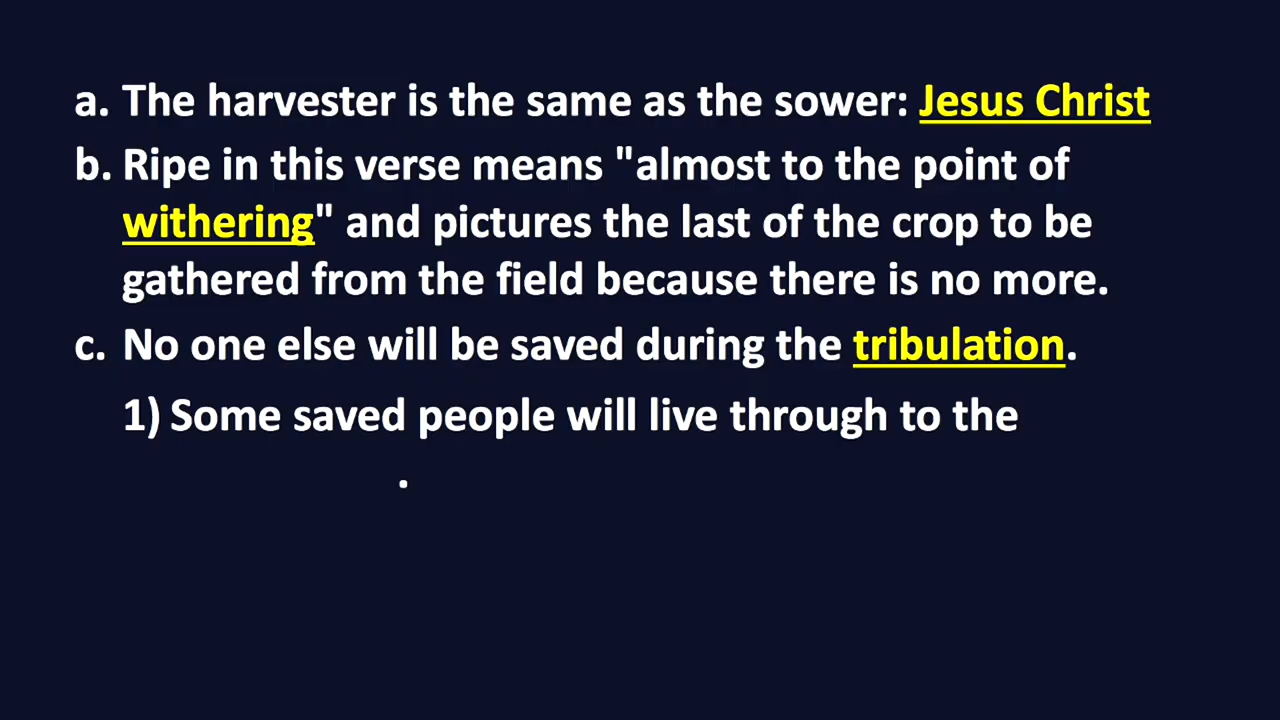 a. The harvester is the same as the sower: Jesus Christ
b. Ripe in this verse means "almost to the point of
withering" and pictures the last of the crop to be
gathered from the field because there is no more.
c. No one else will be saved during the tribulation.
1) Some saved people will live through to the
.